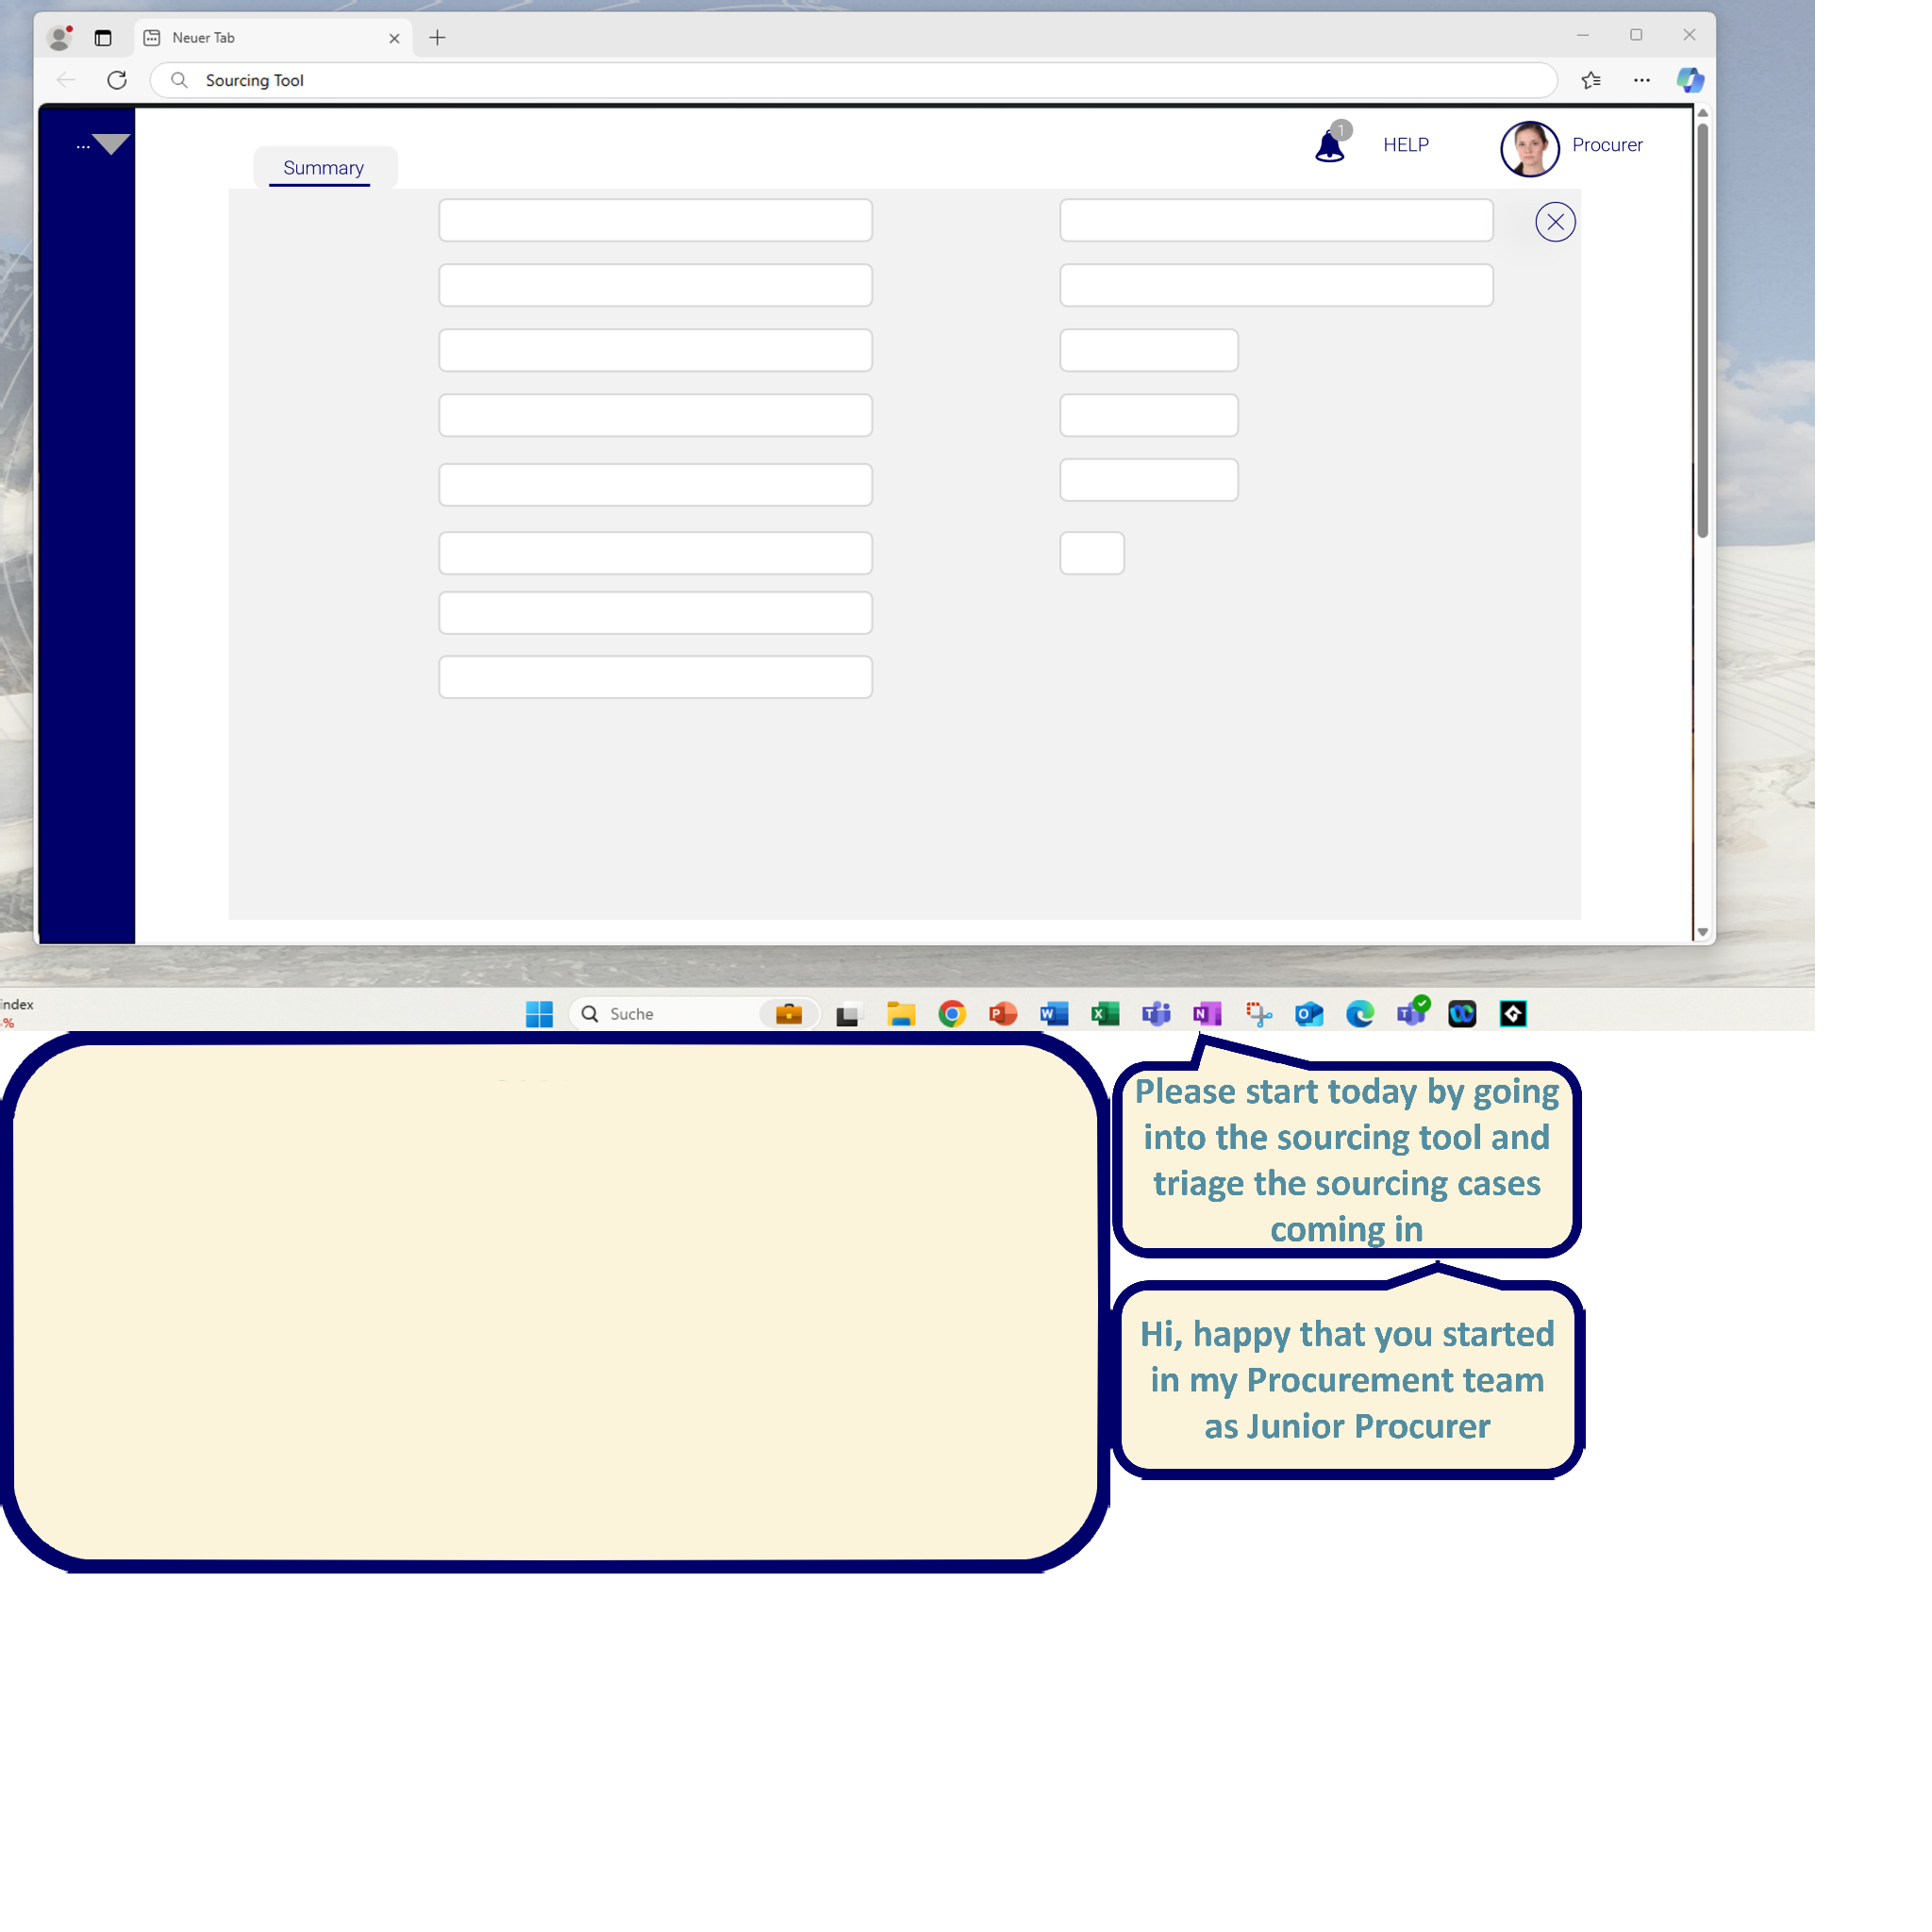 Neuer Tab
Sourcing Tool
...
Summary
1
HELP
Procurer
index
%
Suche
Please start today by going
into the sourcing tool and
triage the sourcing cases
coming in
Hi, happy that you started
in my Procurement team
as Junior Procurer